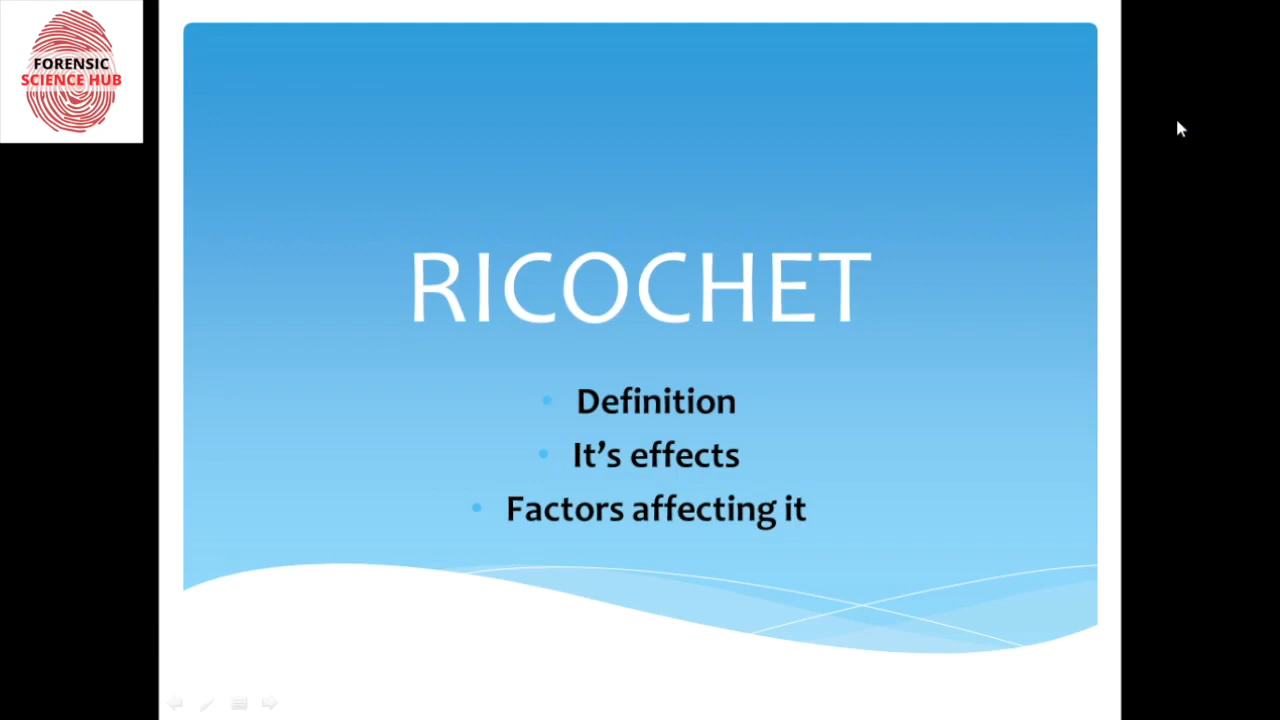 FORENSIC
SCIENCE HUB
RICOCHET
• Definition
• It’s effects
• Factors affecting it